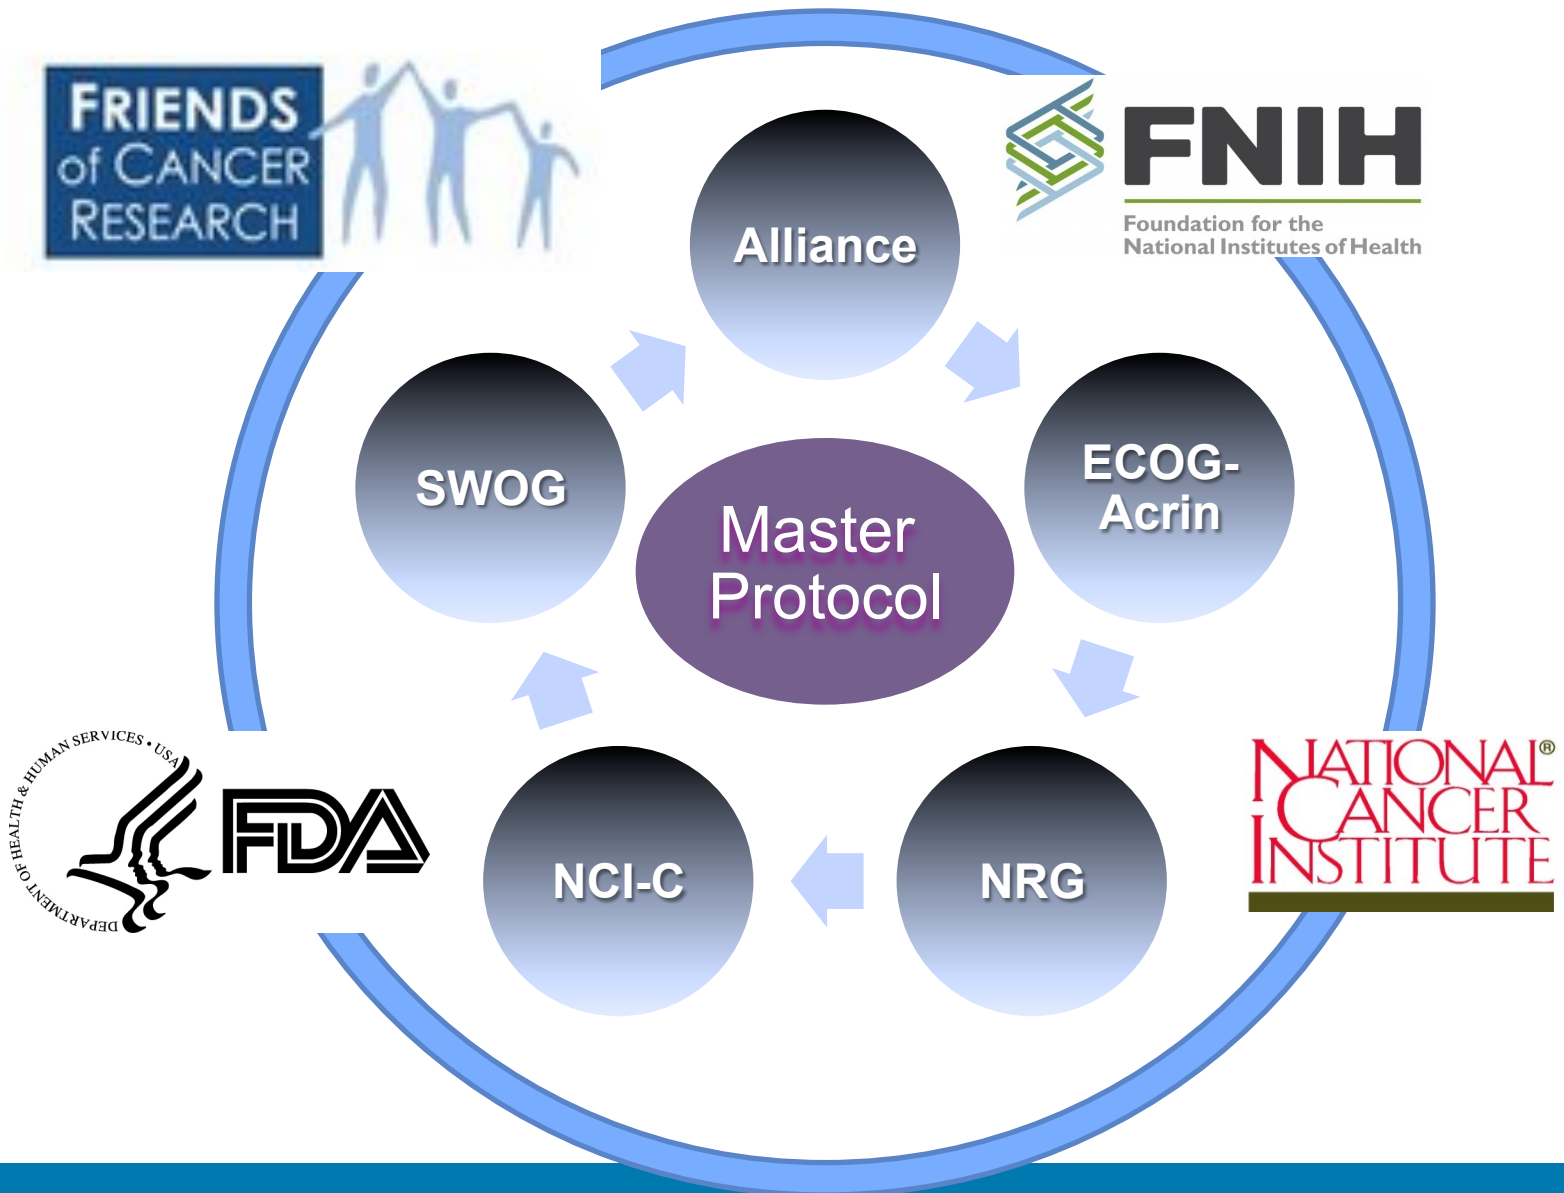 FRIENDS
of CANCER
RESEARCH
FNIH
Foundation for the
National Institutes of Health
Alliance
SWOG
ECOG-
Acrin
Master
Protocol
DEPARTMENT OF HEALTH & HUMAN SERVICES • USA
FDA
NCI-C
NRG
NATIONAL®
CANCER
INSTITUTE